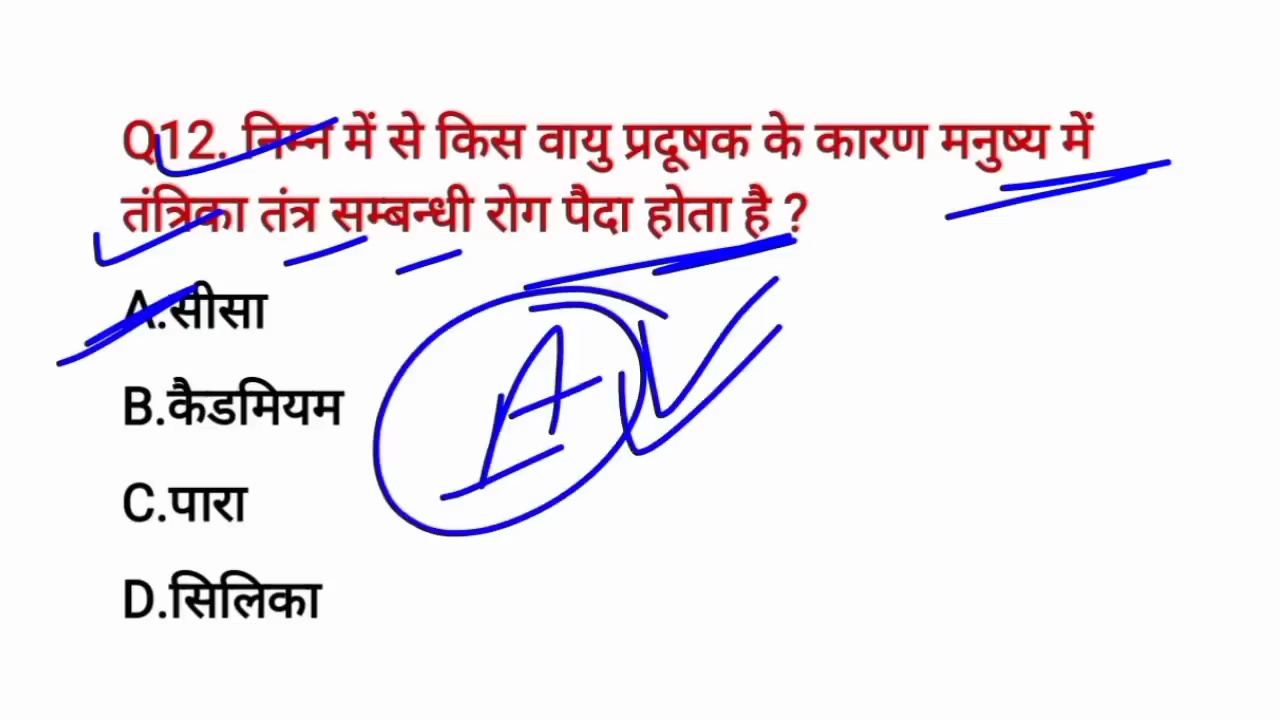 Q12. निम्न में से किस वायु प्रदूषक के कारण मनुष्य में
तंत्रिका तंत्र सम्बन्धी रोग पैदा होता है ?
A.सीसा
A
B.कैडमियम
C.पारा
D.सिलिका